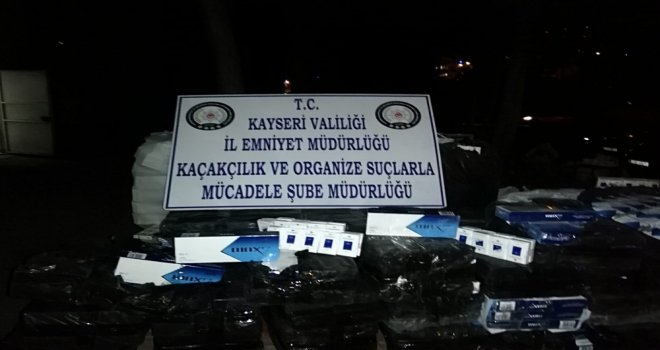 T.C.
KAYSERİ VALİLİĞİ
İL EMNİYET MÜDÜRLÜĞÜ
KAÇAKÇILIK VE ORGANİZE SUÇLARLA
MÜCADELE ŞUBE MÜDÜRLÜĞÜ